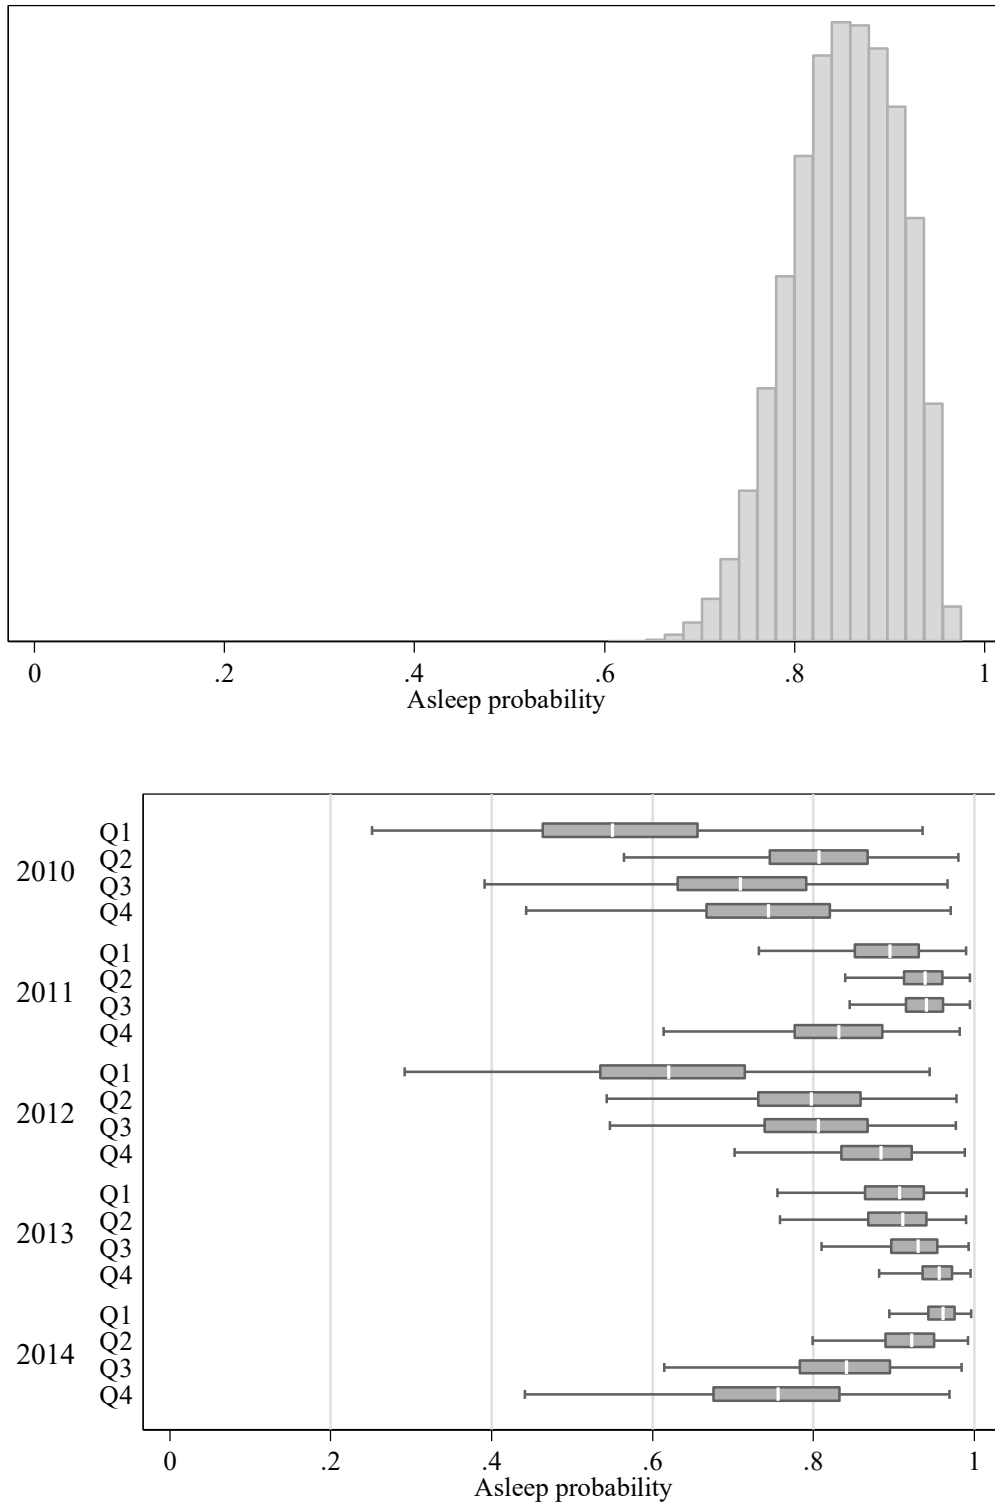 0 .2 .4 .6 .8 1
Asleep probability
2010
Q1
Q2
Q3
Q4
2011
Q1
Q2
Q3
Q4
2012
Q1
Q2
Q3
Q4
2013
Q1
Q2
Q3
Q4
2014
Q1
Q2
Q3
Q4
0 .2 .4 .6 .8 1
Asleep probability